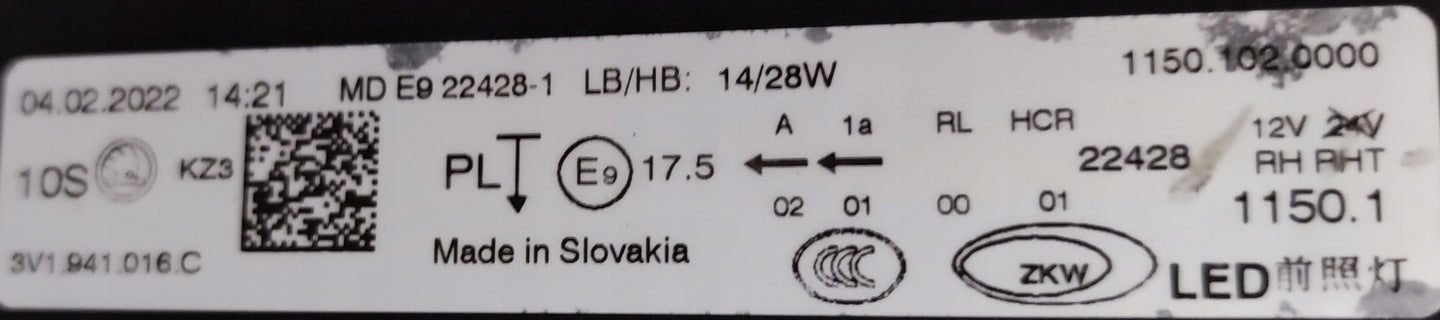 04.02.2022 14:21 MD E9 22428-1 LB/HB: 14/28W 1150.102.0000
A 1a RL HCR 12V 24V
10S KZ3 PL E9 17.5 22428 RH RHT
02 01 00 01 1150.1
3V1.941.016.C Made in Slovakia CCC ZKW LED前照灯